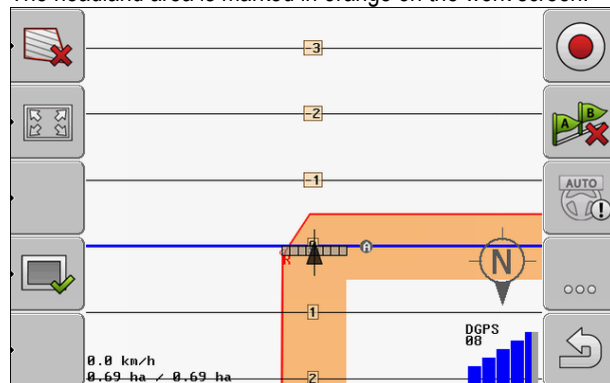 The headland area is marked in orange on the work screen.
-3
-2
A B
-1
AUTO
!
R
N
1
DGPS
08
0.0 km/h
0.69 ha / 0.69 ha
2